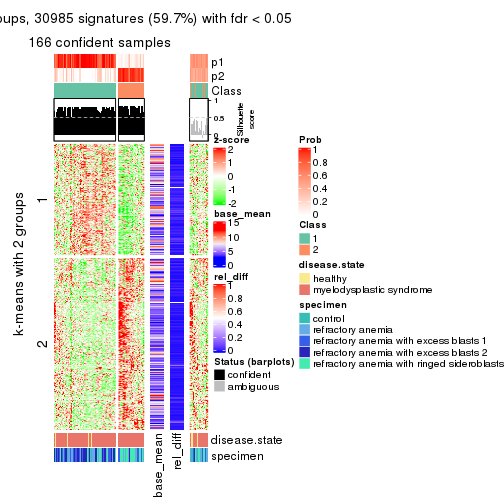 oups, 30985 signatures (59.7%) with fdr < 0.05
166 confident samples
p1
p2
Class
1
0.5
0
Silhouette
score
k-means with 2 groups
1
2
z-score
2
1
0
-1
-2
base_mean
15
10
5
0
rel_diff
1
0.8
0.6
0.4
0.2
0
Status (barplots)
confident
ambiguous
Prob
1
0.8
0.6
0.4
0.2
0
Class
1
2
disease.state
healthy
myelodysplastic syndrome
specimen
control
refractory anemia
refractory anemia with excess blasts 1
refractory anemia with excess blasts 2
refractory anemia with ringed sideroblasts
disease.state
specimen
base_mean
rel_diff